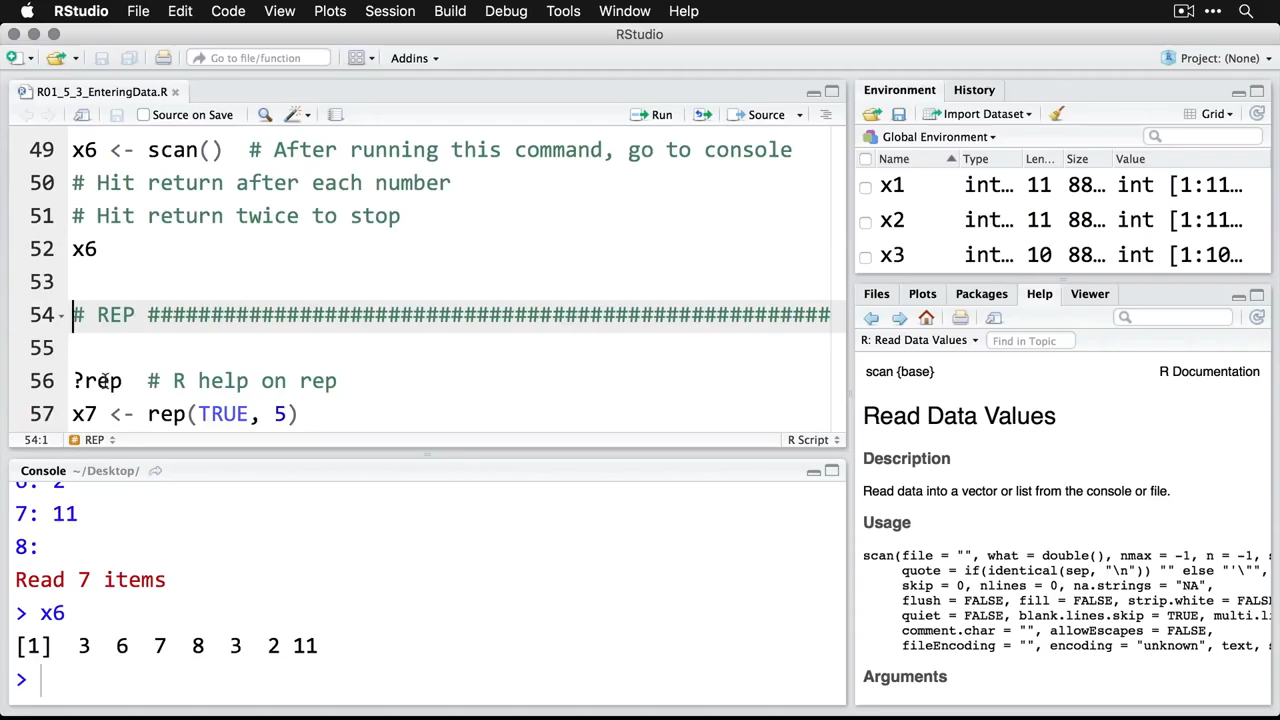 RStudio File Edit Code View Plots Session Build Debug Tools Window Help
RStudio
Go to file/function Addins Project: (None)
R01_5_3_EnteringData.R
Source on Save Run Source
49 x6 <- scan() # After running this command, go to console
50 # Hit return after each number
51 # Hit return twice to stop
52 x6
53
54 # REP ##########################################################
55
56 ?rep # R help on rep
57 x7 <- rep(TRUE, 5)
54:1 # REP R Script
Console ~/Desktop/
6: 2
7: 11
8:
Read 7 items
> x6
[1] 3 6 7 8 3 2 11
>
Environment History
Import Dataset Grid
Global Environment
Name Type Len... Size Value
x1 int... 11 88... int [1:11...
x2 int... 11 88... int [1:11...
x3 int... 10 88... int [1:10...
Files Plots Packages Help Viewer
R: Read Data Values Find in Topic
scan {base} R Documentation
Read Data Values
Description
Read data into a vector or list from the console or file.
Usage
scan(file = "", what = double(), nmax = -1, n = -1,
quote = if(identical(sep, "\n")) "" else "'\"",
skip = 0, nlines = 0, na.strings = "NA",
flush = FALSE, fill = FALSE, strip.white = FALS
quiet = FALSE, blank.lines.skip = TRUE, multi.l
comment.char = "", allowEscapes = FALSE,
fileEncoding = "", encoding = "unknown", text,
Arguments